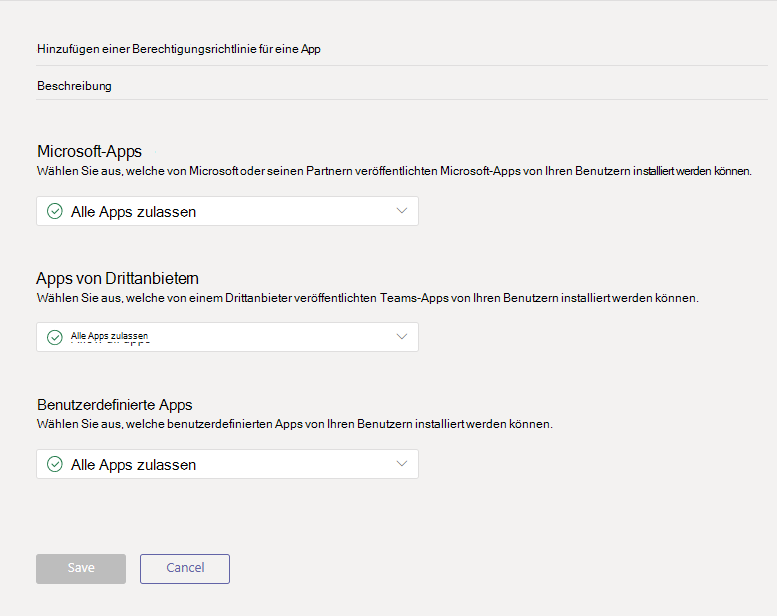 Hinzufügen einer Berechtigungsrichtlinie für eine App
Beschreibung
Microsoft-Apps
Wählen Sie aus, welche von Microsoft oder seinen Partnern veröffentlichten Microsoft-Apps von Ihren Benutzern installiert werden können.
Alle Apps zulassen
Apps von Drittanbietern
Wählen Sie aus, welche von einem Drittanbieter veröffentlichten Teams-Apps von Ihren Benutzern installiert werden können.
Alle Apps zulassen
Benutzerdefinierte Apps
Wählen Sie aus, welche benutzerdefinierten Apps von Ihren Benutzern installiert werden können.
Alle Apps zulassen
Save
Cancel